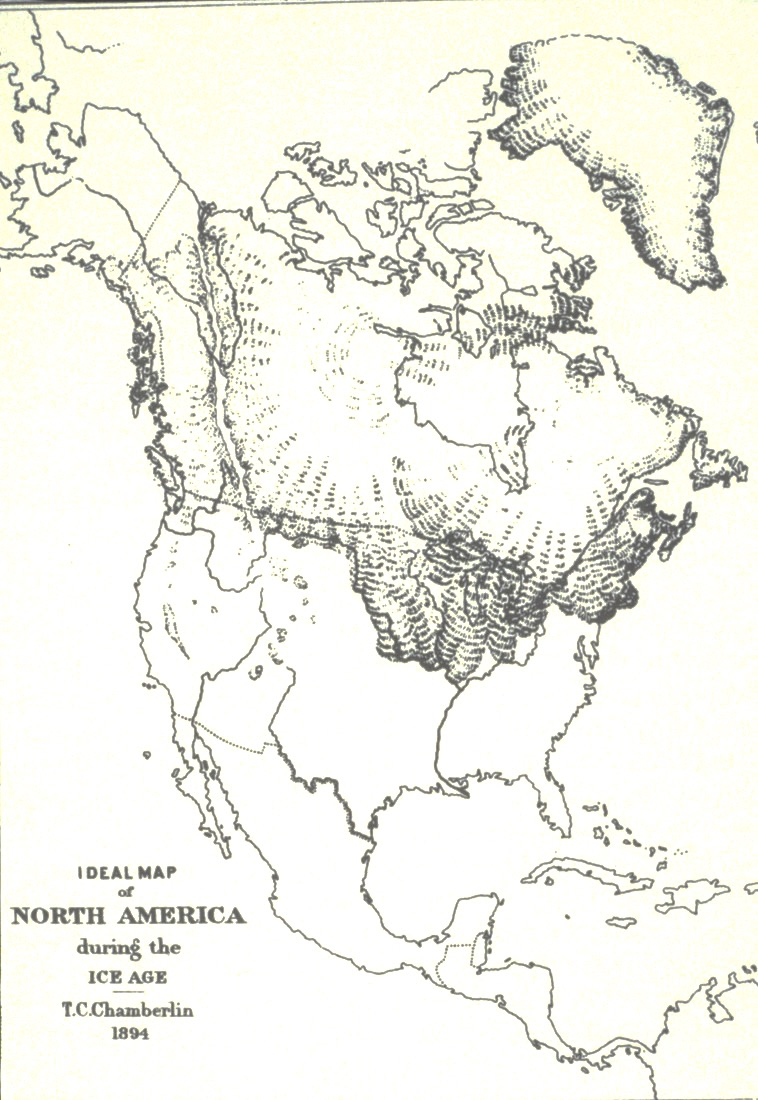 IDEAL MAP
of
NORTH AMERICA
during the
ICE AGE
T.C.Chamberlin
1894